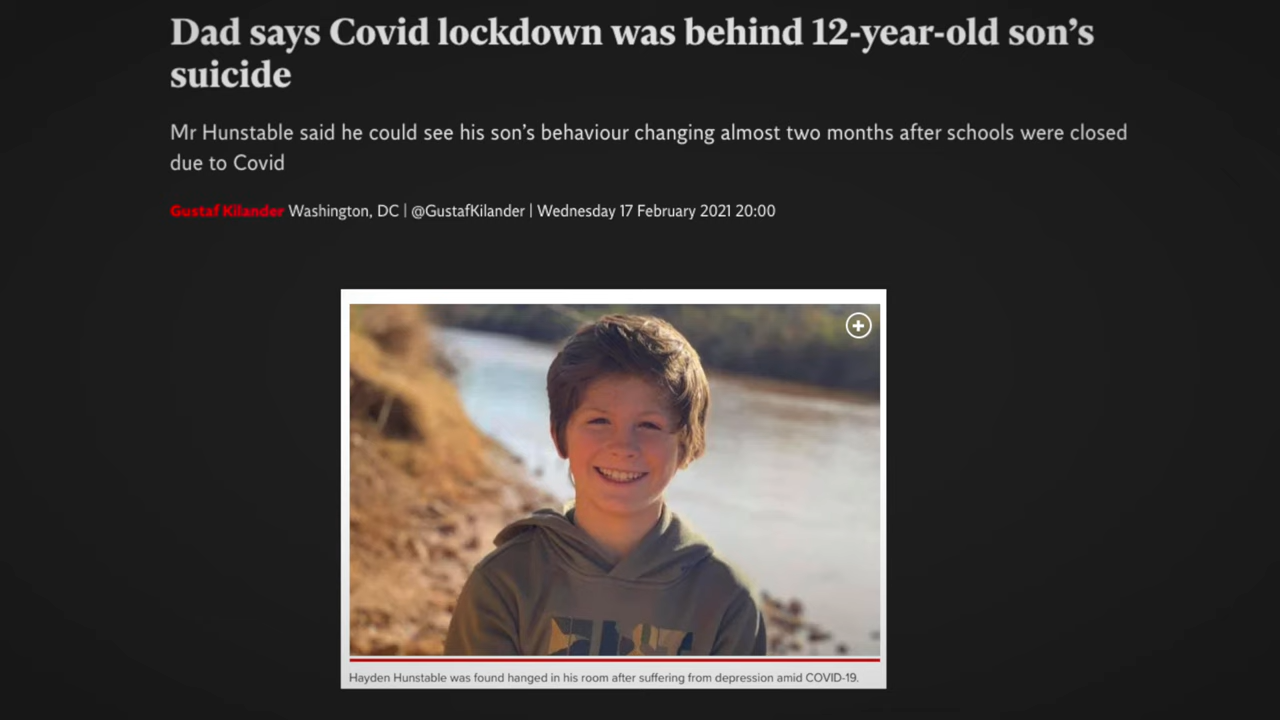 Dad says Covid lockdown was behind 12-year-old son's
suicide
Mr Hunstable said he could see his son's behaviour changing almost two months after schools were closed
due to Covid
Gustaf Kilander Washington, DC | @GustafKilander | Wednesday 17 February 2021 20:00
Hayden Hunstable was found hanged in his room after suffering from depression amid COVID-19.